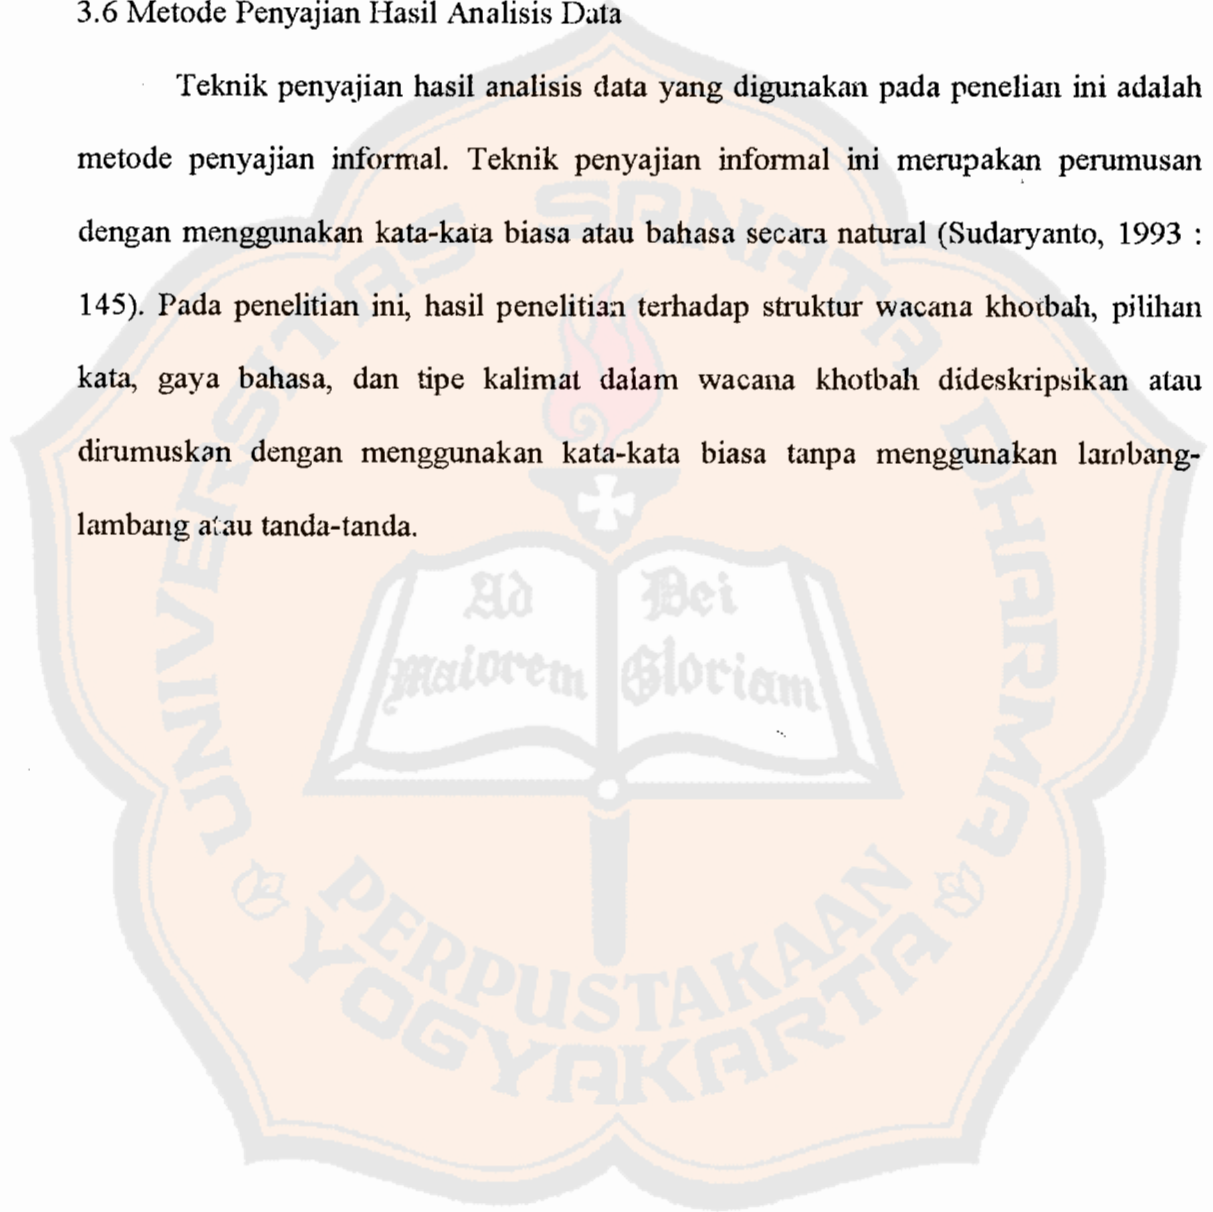 3.6 Metode Penyajian Hasil Analisis Data
Teknik penyajian hasil analisis data yang digunakan pada penelian ini adalah
metode penyajian informal. Teknik penyajian informal ini merupakan perumusan
dengan menggunakan kata-kata biasa atau bahasa secara natural (Sudaryanto, 1993 :
145). Pada penelitian ini, hasil penelitian terhadap struktur wacana khotbah, pilihan
kata, gaya bahasa, dan tipe kalimat dalam wacana khotbah dideskripsikan atau
dirumuskan dengan menggunakan kata-kata biasa tanpa menggunakan lambang-
lambang atau tanda-tanda.
UNIVERSITAS SANATA DHARMA
Ad Dei
maiorem Gloriam
PERPUSTAKAAN
YOGYAKARTA